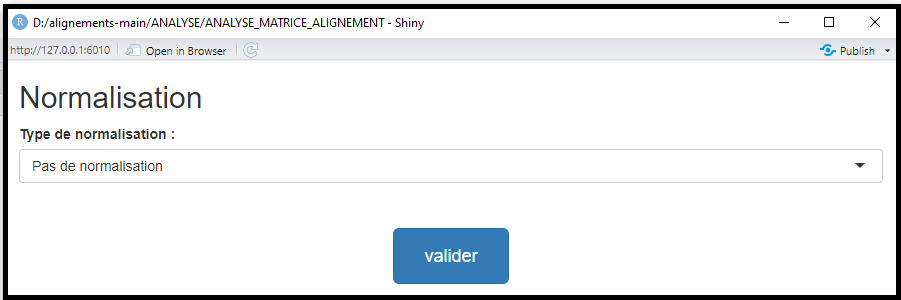 R D:/alignements-main/ANALYSE/ANALYSE_MATRICE_ALIGNEMENT - Shiny
http://127.0.0.1:6010 Open in Browser Publish
Normalisation
Type de normalisation :
Pas de normalisation
valider